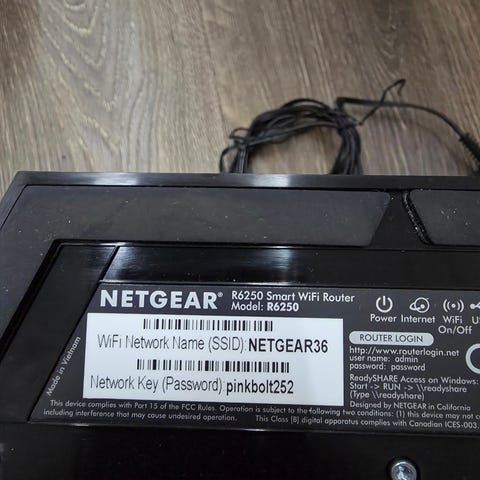 NETGEAR® R6250 Smart WiFi Router
Model: R6250
Power Internet WiFi
On/Off
WiFi Network Name (SSID): NETGEAR36
Network Key (Password): pinkbolt252
ROUTER LOGIN
http://www.routerlogin.net
user name: admin
password: password
ReadySHARE Access on Windows:
Start -> RUN -> \\readyshare
(Type \\readyshare)
Made in Vietnam
Designed by NETGEAR in California
This device complies with Part 15 of the FCC Rules. Operation is subject to the following two conditions: (1) this device may not
including interference that may cause undesired operation. This Class (B) digital apparatus complies with Canadian ICES-003.